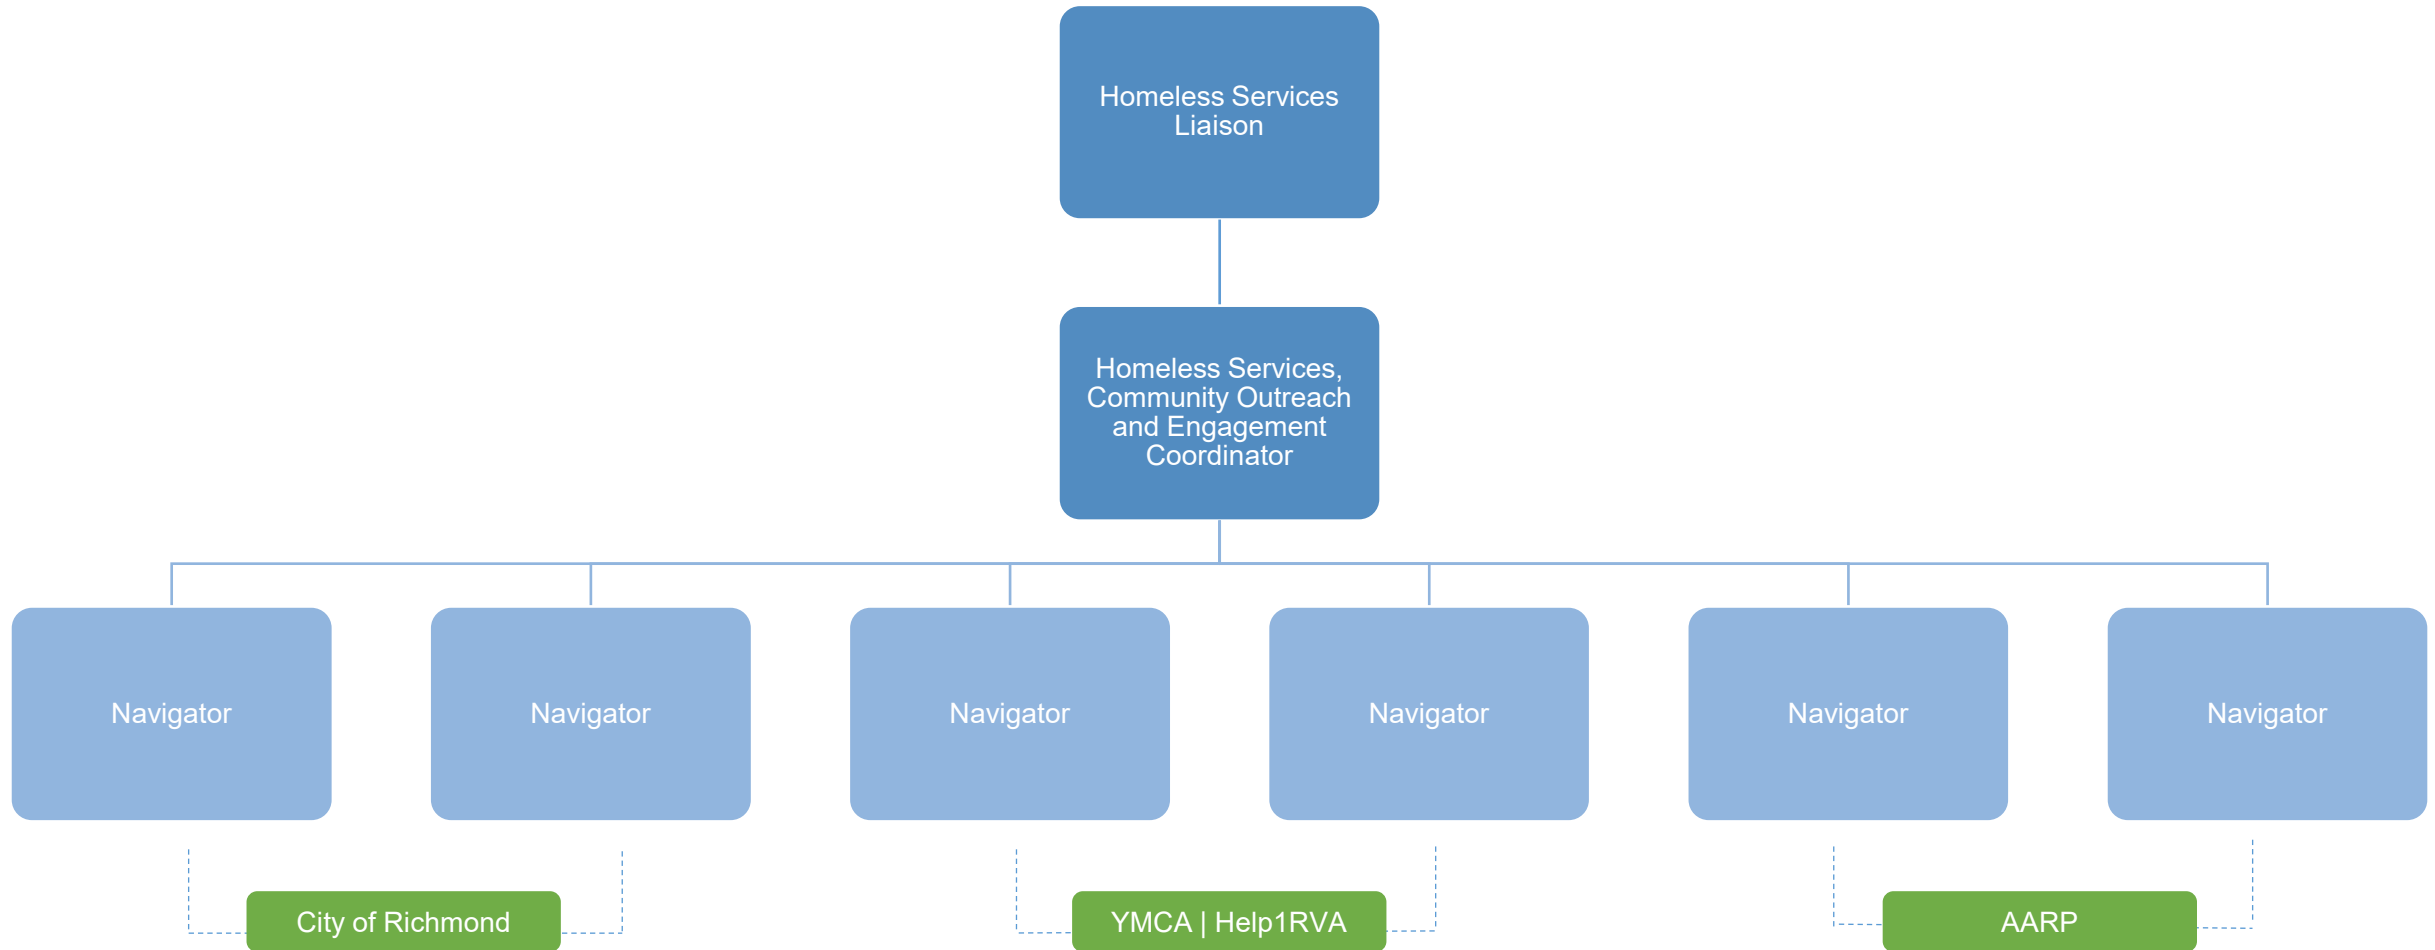 Homeless Services
Liaison
Homeless Services,
Community Outreach
and Engagement
Coordinator
Navigator
Navigator
Navigator
Navigator
Navigator
Navigator
City of Richmond
YMCA | Help1RVA
AARP